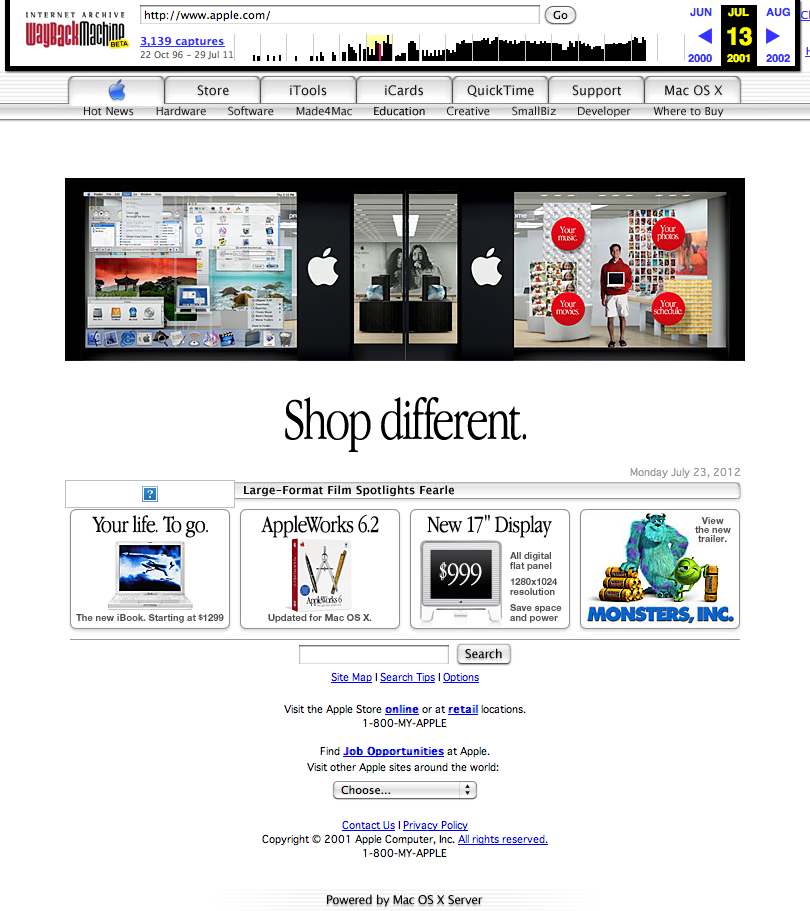 INTERNET ARCHIVE
WayBackMachine
BETA
http://www.apple.com/
Go
3,139 captures
22 Oct 96 – 29 Jul 11
JUN JUL AUG
13
2000 2001 2002
Store iTools iCards QuickTime Support Mac OS X
Hot News Hardware Software Made4Mac Education Creative SmallBiz Developer Where to Buy
Your music.
Your photos.
Your movies.
Your schedule.
Shop different.
Monday July 23, 2012
?
Large-Format Film Spotlights Fearle
Your life. To go.
The new iBook. Starting at $1299
AppleWorks 6.2
AppleWorks 6
Updated for Mac OS X.
New 17" Display
$999
All digital
flat panel
1280x1024
resolution
Save space
and power
View
the new
trailer.
MONSTERS, INC.
Search
Site Map | Search Tips | Options
Visit the Apple Store online or at retail locations.
1-800-MY-APPLE
Find Job Opportunities at Apple.
Visit other Apple sites around the world:
Choose...
Contact Us | Privacy Policy
Copyright © 2001 Apple Computer, Inc. All rights reserved.
1-800-MY-APPLE
Powered by Mac OS X Server